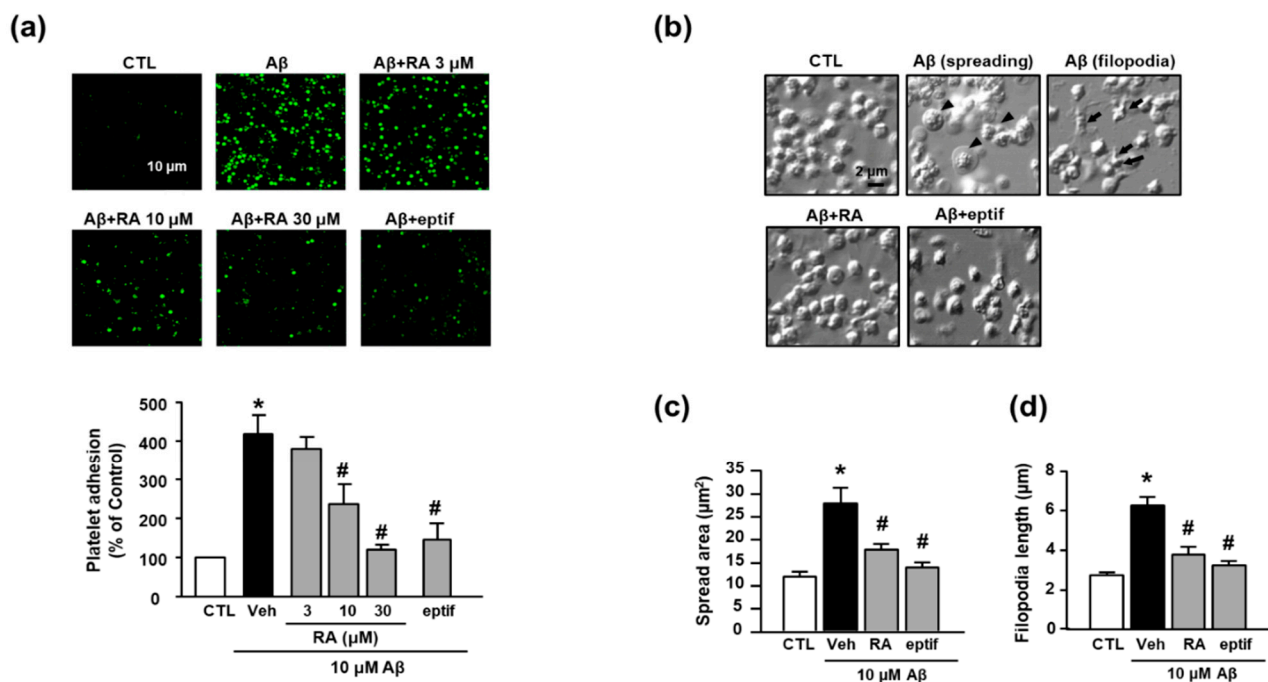 (a)
CTL Aβ Aβ+RA 3 µM
10 µm
Aβ+RA 10 µM Aβ+RA 30 µM Aβ+eptif
Platelet adhesion
(% of Control)
500
400
300
200
100
0
*
#
#
#
CTL Veh 3 10 30 eptif
RA (µM)
10 µM Aβ
(b)
CTL Aβ (spreading) Aβ (filopodia)
2 µm
Aβ+RA Aβ+eptif
(c)
Spread area (µm²)
35
30
25
20
15
10
5
0
*
#
#
CTL Veh RA eptif
10 µM Aβ
(d)
Filopodia length (µm)
8
6
4
2
0
*
#
#
CTL Veh RA eptif
10 µM Aβ